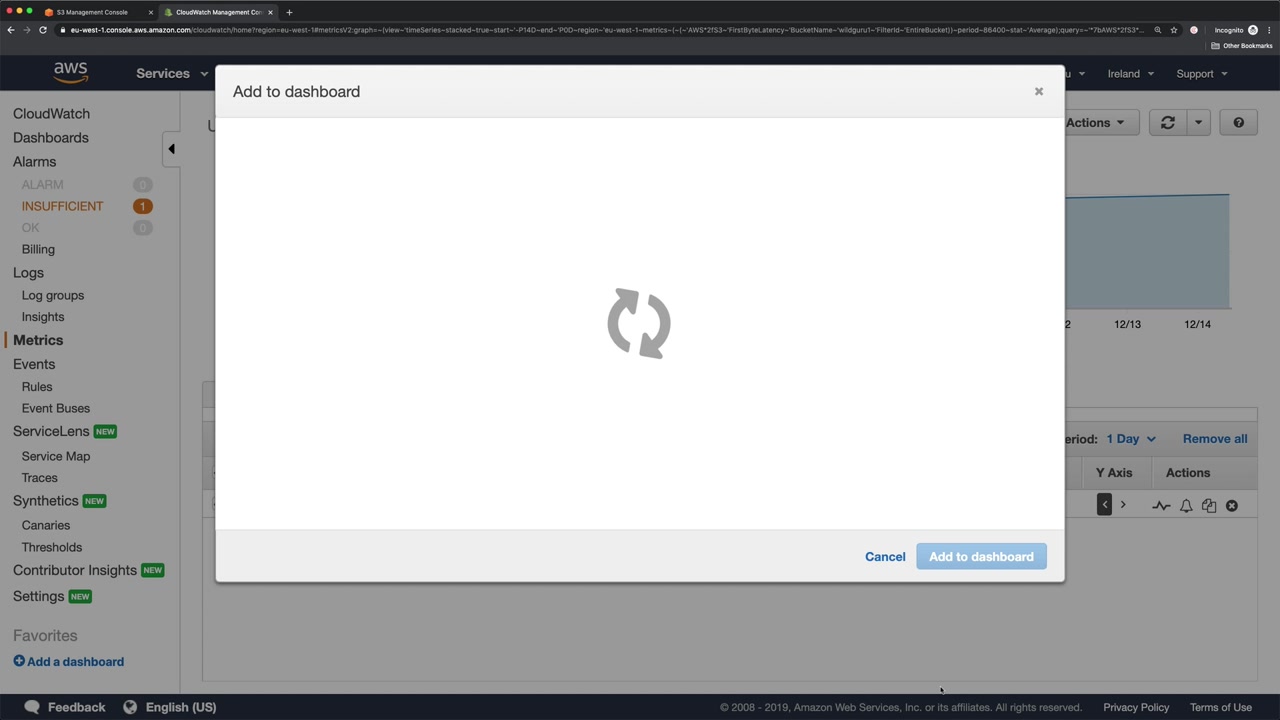 S3 Management Console
CloudWatch Management Con
eu-west-1.console.aws.amazon.com/cloudwatch/home?region=eu-west-1#metricsV2:graph=~(view~'timeSeries~stacked~true~start~'-P14D~end~'P0D~region~'eu-west-1~metrics~(~(~'AWS*2fS3~'FirstByteLatency~'BucketName~'wildguru1~'FilterId~'EntireBucket))~period~86400~stat~'Average);query=~'*7bAWS*2fS3*...
Incognito
Other Bookmarks
aws
Services
Ireland
Support
CloudWatch
Dashboards
Alarms
ALARM 0
INSUFFICIENT 1
OK 0
Billing
Logs
Log groups
Insights
Metrics
Events
Rules
Event Buses
ServiceLens NEW
Service Map
Traces
Synthetics NEW
Canaries
Thresholds
Contributor Insights NEW
Settings NEW
Favorites
Add a dashboard
Add to dashboard
Actions
12/13 12/14
1 Day Remove all
Y Axis Actions
Cancel Add to dashboard
Feedback English (US)
© 2008 - 2019, Amazon Web Services, Inc. or its affiliates. All rights reserved. Privacy Policy Terms of Use